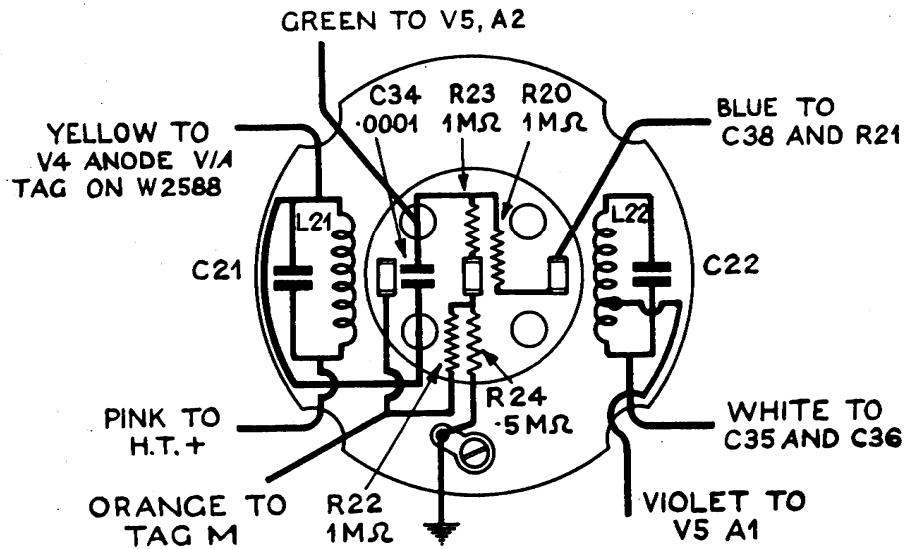 GREEN TO V5, A2
C34
.0001
R23
1MΩ
R20
1MΩ
BLUE TO
C38 AND R21
YELLOW TO
V4 ANODE V/A
TAG ON W2588
L21
L22
C21
C22
PINK TO
H.T.+
R24
.5MΩ
WHITE TO
C35 AND C36
ORANGE TO
TAG M
R22
1MΩ
VIOLET TO
V5 A1